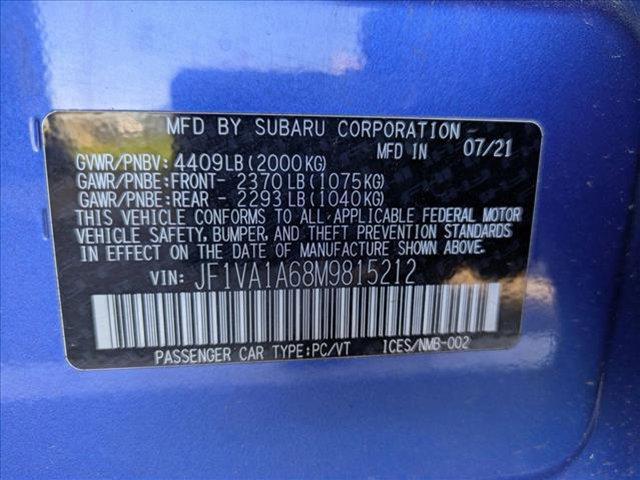 MFD BY SUBARU CORPORATION
MFD IN 07/21
GVWR/PNBV: 4409LB (2000KG)
GAWR/PNBE:FRONT- 2370 LB (1075KG)
GAWR/PNBE:REAR - 2293 LB (1040KG)
THIS VEHICLE CONFORMS TO ALL APPLICABLE FEDERAL MOTOR
VEHICLE SAFETY, BUMPER, AND THEFT PREVENTION STANDARDS
IN EFFECT ON THE DATE OF MANUFACTURE SHOWN ABOVE.
VIN: JF1VA1A68M9815212
PASSENGER CAR TYPE:PC/VT ICES/NMB-002